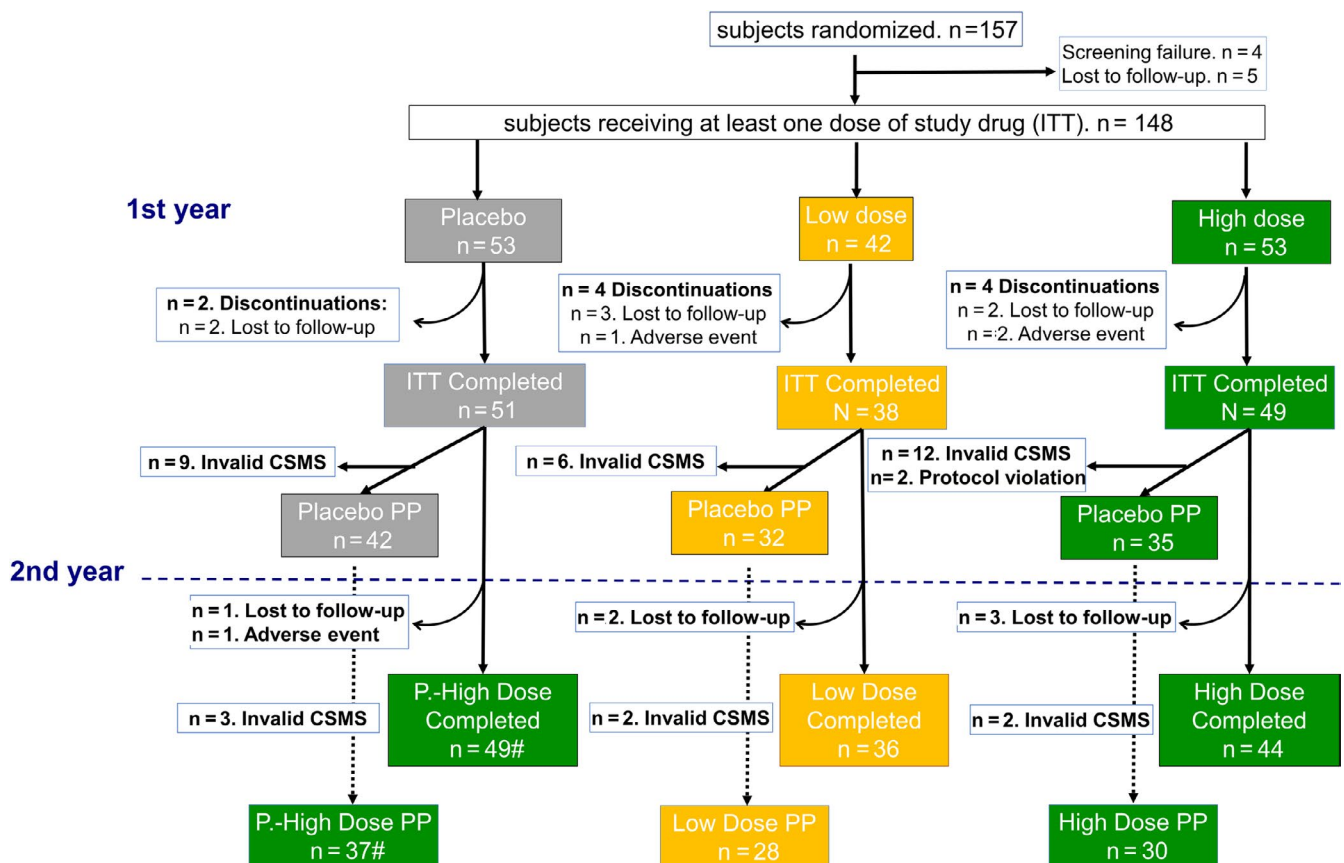 subjects randomized. n=157
Screening failure. n = 4
Lost to follow-up. n = 5
subjects receiving at least one dose of study drug (ITT). n = 148
1st year
Placebo
n = 53
Low dose
n = 42
High dose
n = 53
n = 2. Discontinuations:
n = 2. Lost to follow-up
n = 4 Discontinuations
n = 3. Lost to follow-up
n = 1. Adverse event
n = 4 Discontinuations
n = 2. Lost to follow-up
n = 2. Adverse event
ITT Completed
n = 51
ITT Completed
N = 38
ITT Completed
N = 49
n = 9. Invalid CSMS
n = 6. Invalid CSMS
n = 12. Invalid CSMS
n= 2. Protocol violation
Placebo PP
n = 42
Placebo PP
n = 32
Placebo PP
n = 35
2nd year
n = 1. Lost to follow-up
n = 1. Adverse event
n = 2. Lost to follow-up
n = 3. Lost to follow-up
P.-High Dose
Completed
n = 49#
Low Dose
Completed
n = 36
High Dose
Completed
n = 44
n = 3. Invalid CSMS
n = 2. Invalid CSMS
n = 2. Invalid CSMS
P.-High Dose PP
n = 37#
Low Dose PP
n = 28
High Dose PP
n = 30